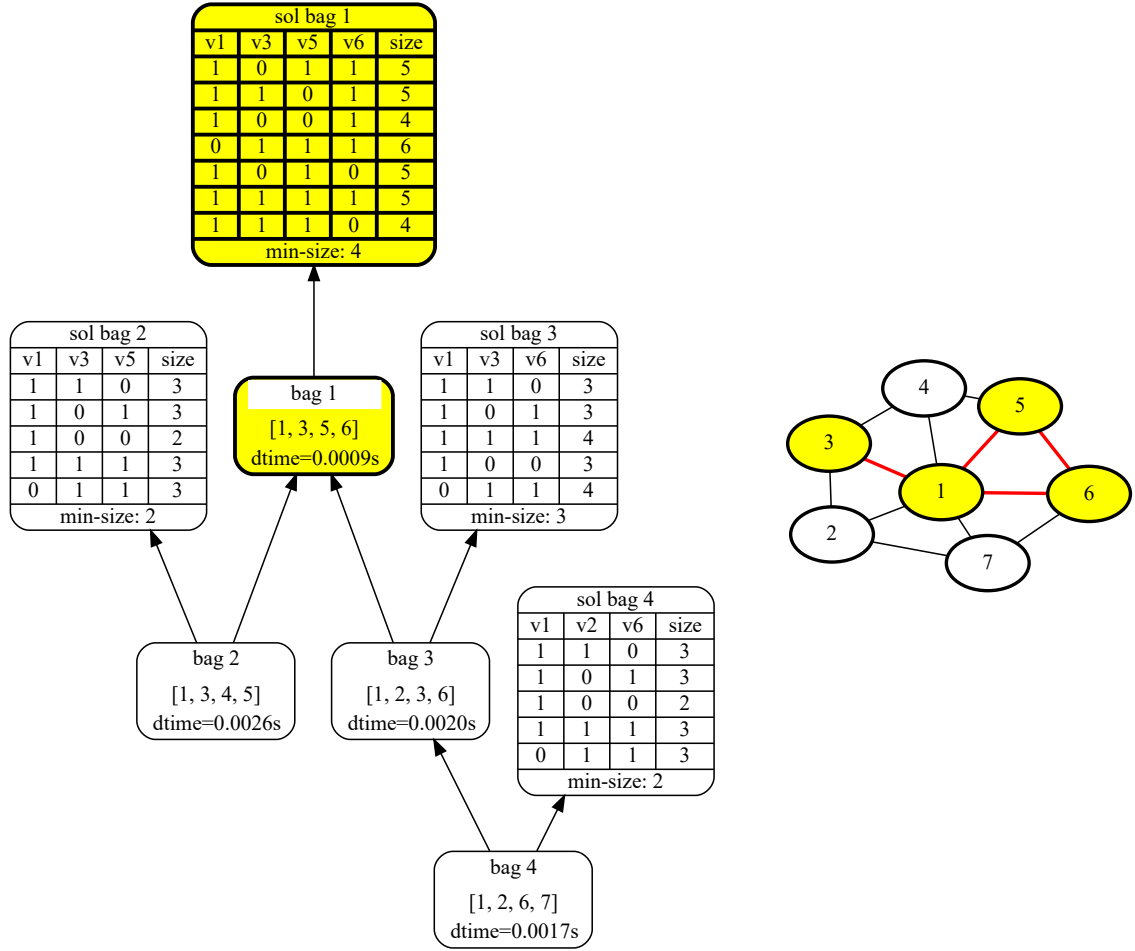 sol bag 1
v1 v3 v5 v6 size
1 0 1 1 5
1 1 0 1 5
1 0 0 1 4
0 1 1 1 6
1 0 1 0 5
1 1 1 1 5
1 1 1 0 4
min-size: 4
sol bag 2
v1 v3 v5 size
1 1 0 3
1 0 1 3
1 0 0 2
1 1 1 3
0 1 1 3
min-size: 2
bag 1
[1, 3, 5, 6]
dtime=0.0009s
sol bag 3
v1 v3 v6 size
1 1 0 3
1 0 1 3
1 1 1 4
1 0 0 3
0 1 1 4
min-size: 3
bag 2
[1, 3, 4, 5]
dtime=0.0026s
bag 3
[1, 2, 3, 6]
dtime=0.0020s
sol bag 4
v1 v2 v6 size
1 1 0 3
1 0 1 3
1 0 0 2
1 1 1 3
0 1 1 3
min-size: 2
bag 4
[1, 2, 6, 7]
dtime=0.0017s
4
5
3
1
6
2
7